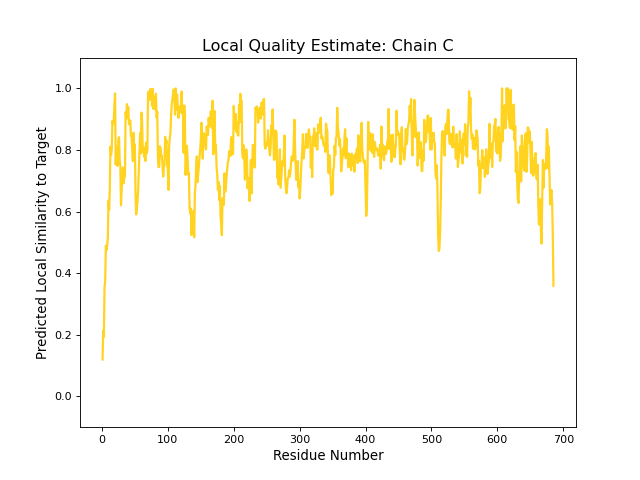 Local Quality Estimate: Chain C
Predicted Local Similarity to Target
1.0
0.8
0.6
0.4
0.2
0.0
0 100 200 300 400 500 600 700
Residue Number